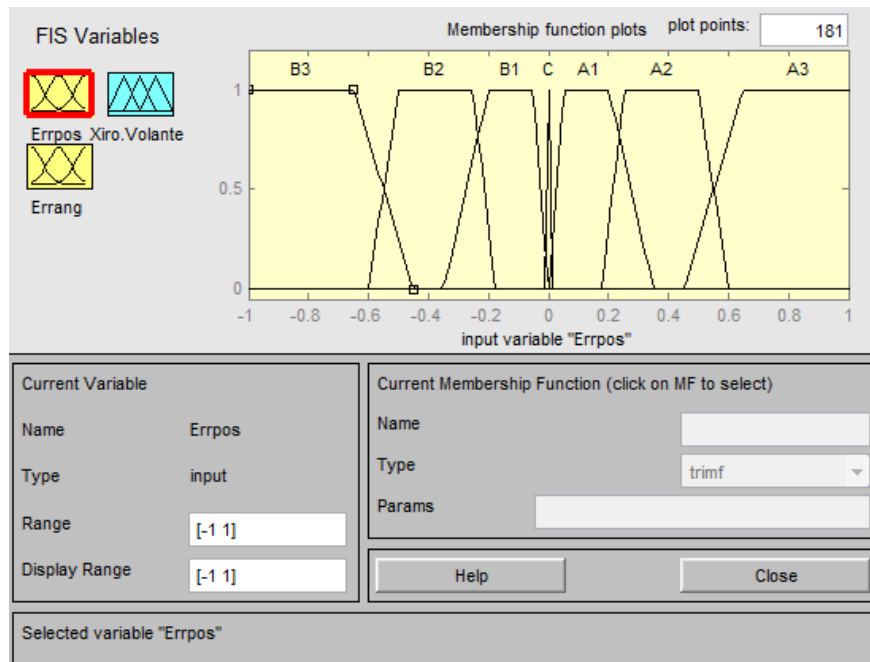 FIS Variables
Membership function plots
plot points:
181
Errpos
Xiro.Volante
Errang
B3
B2
B1
C
A1
A2
A3
1
0.5
0
-1
-0.8
-0.6
-0.4
-0.2
0
0.2
0.4
0.6
0.8
1
input variable "Errpos"
Current Variable
Name
Errpos
Type
input
Range
[-1 1]
Display Range
[-1 1]
Current Membership Function (click on MF to select)
Name
Type
trimf
Params
Help
Close
Selected variable "Errpos"